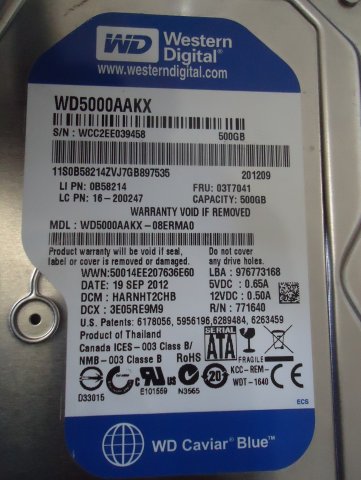 WD Western Digital®
www.westerndigital.com
WD5000AAKX
S/N : WCC2EE039458 500GB
11S0B58214ZVJ7GB897535 201209
LI PN: 0B58214 FRU: 03T7041
LC PN: 16-200247 CAPACITY: 500GB
WARRANTY VOID IF REMOVED
MDL : WD5000AAKX-08ERMA0
Product warranty will be void if seal, Do not cover
label or cover is removed or damaged. any drive holes.
WWN:50014EE207636E60 LBA : 976773168
DATE : 19 SEP 2012 5VDC : 0.65A
DCM : HARNHT2CHB 12VDC : 0.50A
DCX : 3E05RE9M9 R/N : 771640
U.S. Patents: 6178056, 5956196,6289484, 6263459
Product of Thailand
Canada ICES -003 Class B/
NMB -003 Classe B RoHS
SERIAL
SATA
FRAGILE
D33015 E101559 N3565
KCC-REM-
WDT-1640
ECS
WD Caviar Blue™